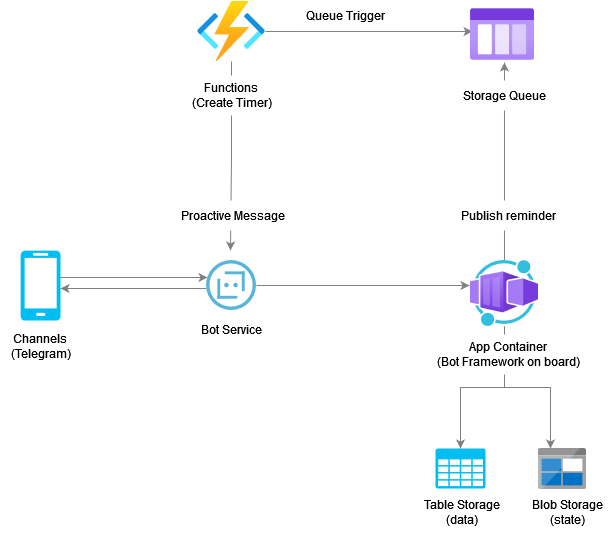 Queue Trigger
Functions
(Create Timer)
Storage Queue
Proactive Message
Publish reminder
Channels
(Telegram)
Bot Service
App Container
(Bot Framework on board)
Table Storage
(data)
Blob Storage
(state)